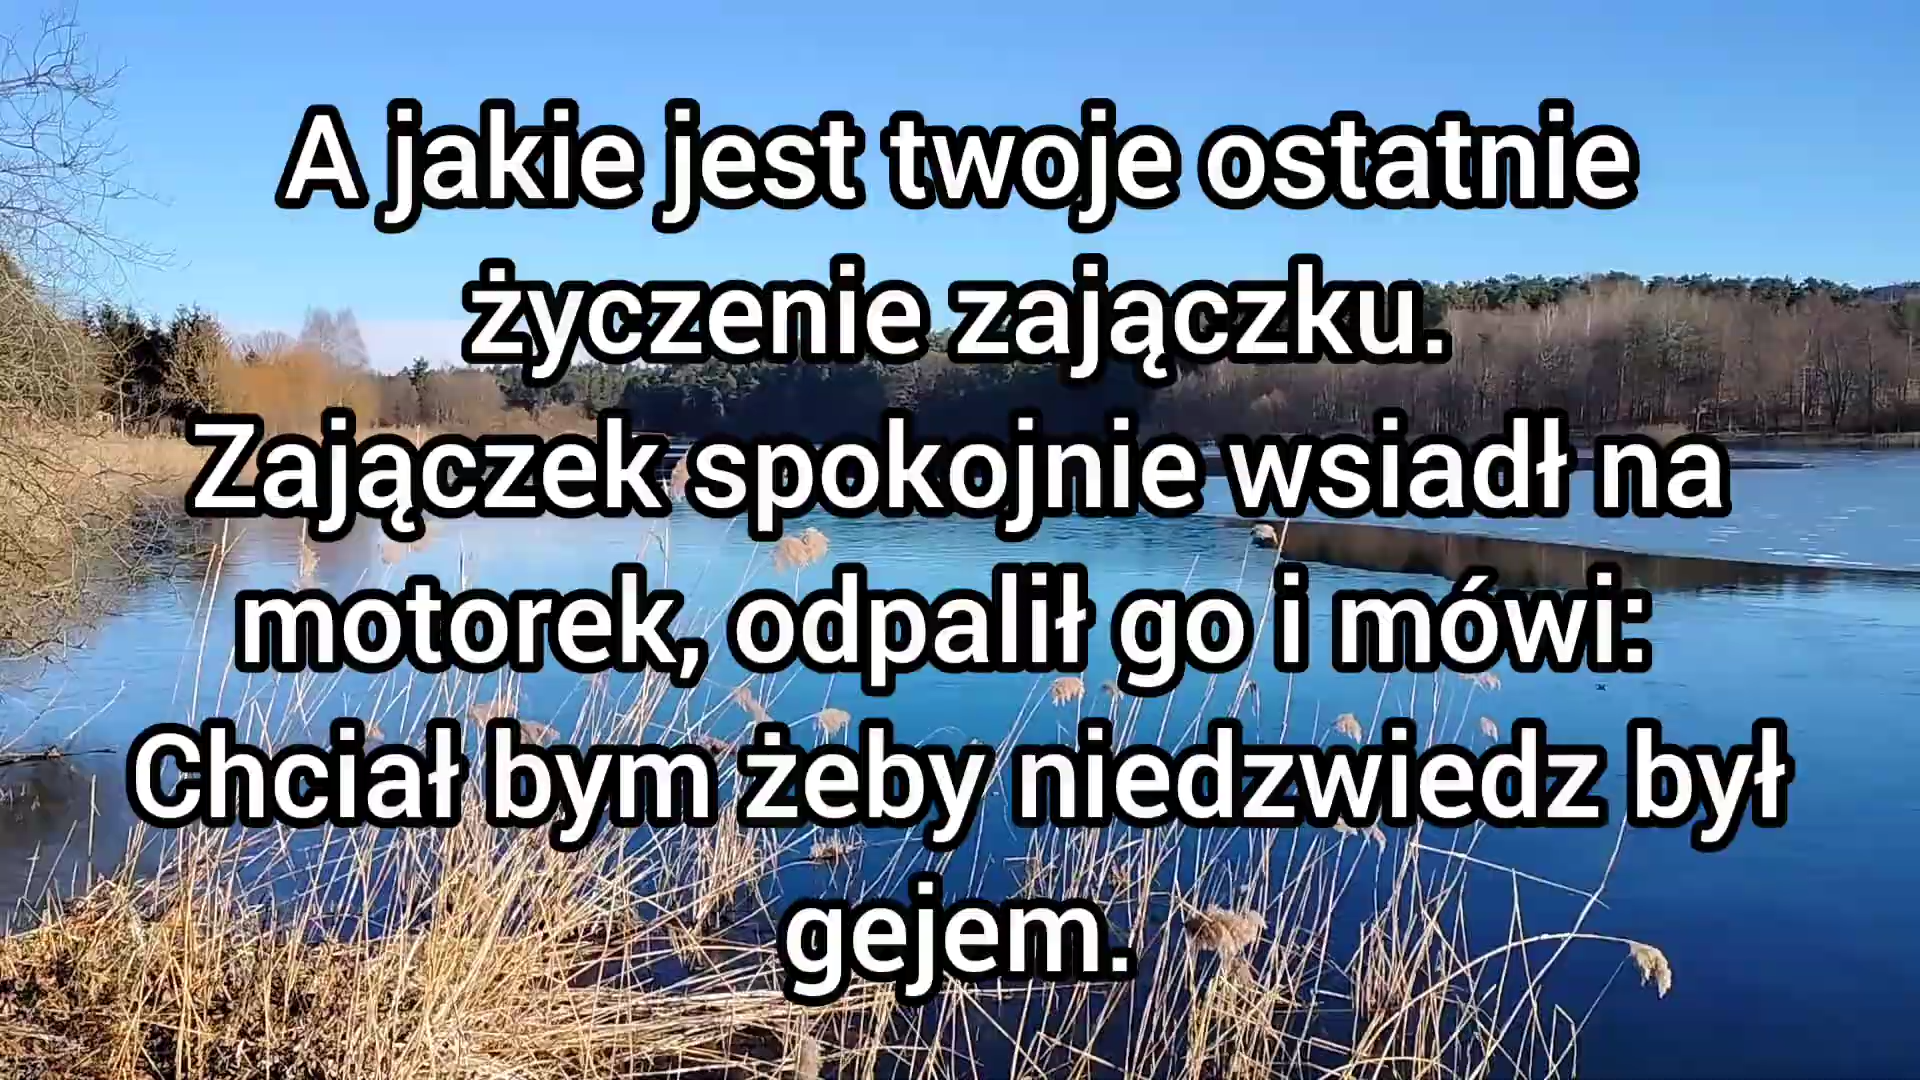 A jakie jest twoje ostatnie
życzenie zajączku.
Zajączek spokojnie wsiadł na
motorek, odpalił go i mówi:
Chciał bym żeby niedzwiedz był
gejem.